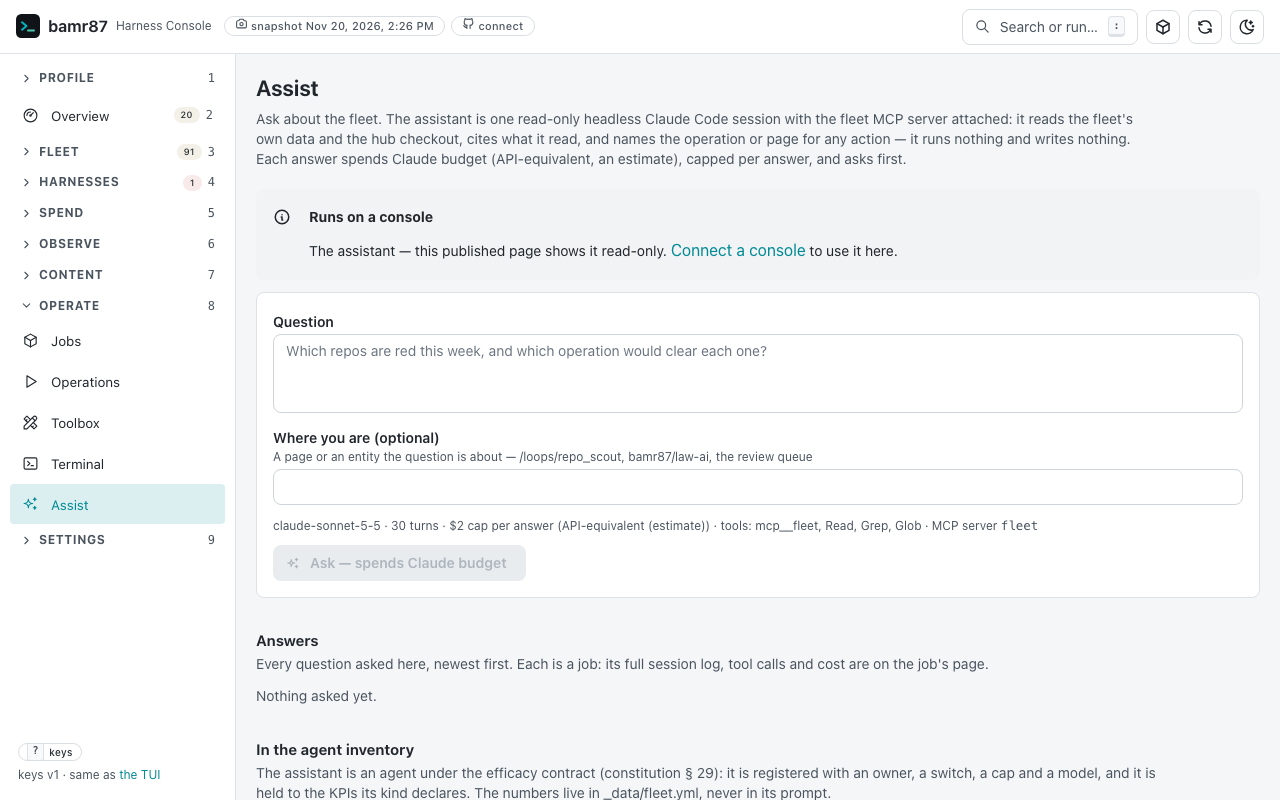 bamr87 Harness Console snapshot Nov 20, 2026, 2:26 PM connect Search or run... :
PROFILE 1
Overview 20 2
FLEET 91 3
HARNESSES 1 4
SPEND 5
OBSERVE 6
CONTENT 7
OPERATE 8
Jobs
Operations
Toolbox
Terminal
Assist
SETTINGS 9
? keys
keys v1 · same as the TUI
Assist
Ask about the fleet. The assistant is one read-only headless Claude Code session with the fleet MCP server attached: it reads the fleet's
own data and the hub checkout, cites what it read, and names the operation or page for any action — it runs nothing and writes nothing.
Each answer spends Claude budget (API-equivalent, an estimate), capped per answer, and asks first.
Runs on a console
The assistant — this published page shows it read-only. Connect a console to use it here.
Question
Which repos are red this week, and which operation would clear each one?
Where you are (optional)
A page or an entity the question is about — /loops/repo_scout, bamr87/law-ai, the review queue
claude-sonnet-5-5 · 30 turns · $2 cap per answer (API-equivalent (estimate)) · tools: mcp__fleet, Read, Grep, Glob · MCP server fleet
Ask — spends Claude budget
Answers
Every question asked here, newest first. Each is a job: its full session log, tool calls and cost are on the job's page.
Nothing asked yet.
In the agent inventory
The assistant is an agent under the efficacy contract (constitution § 29): it is registered with an owner, a switch, a cap and a model, and it is
held to the KPIs its kind declares. The numbers live in _data/fleet.yml, never in its prompt.